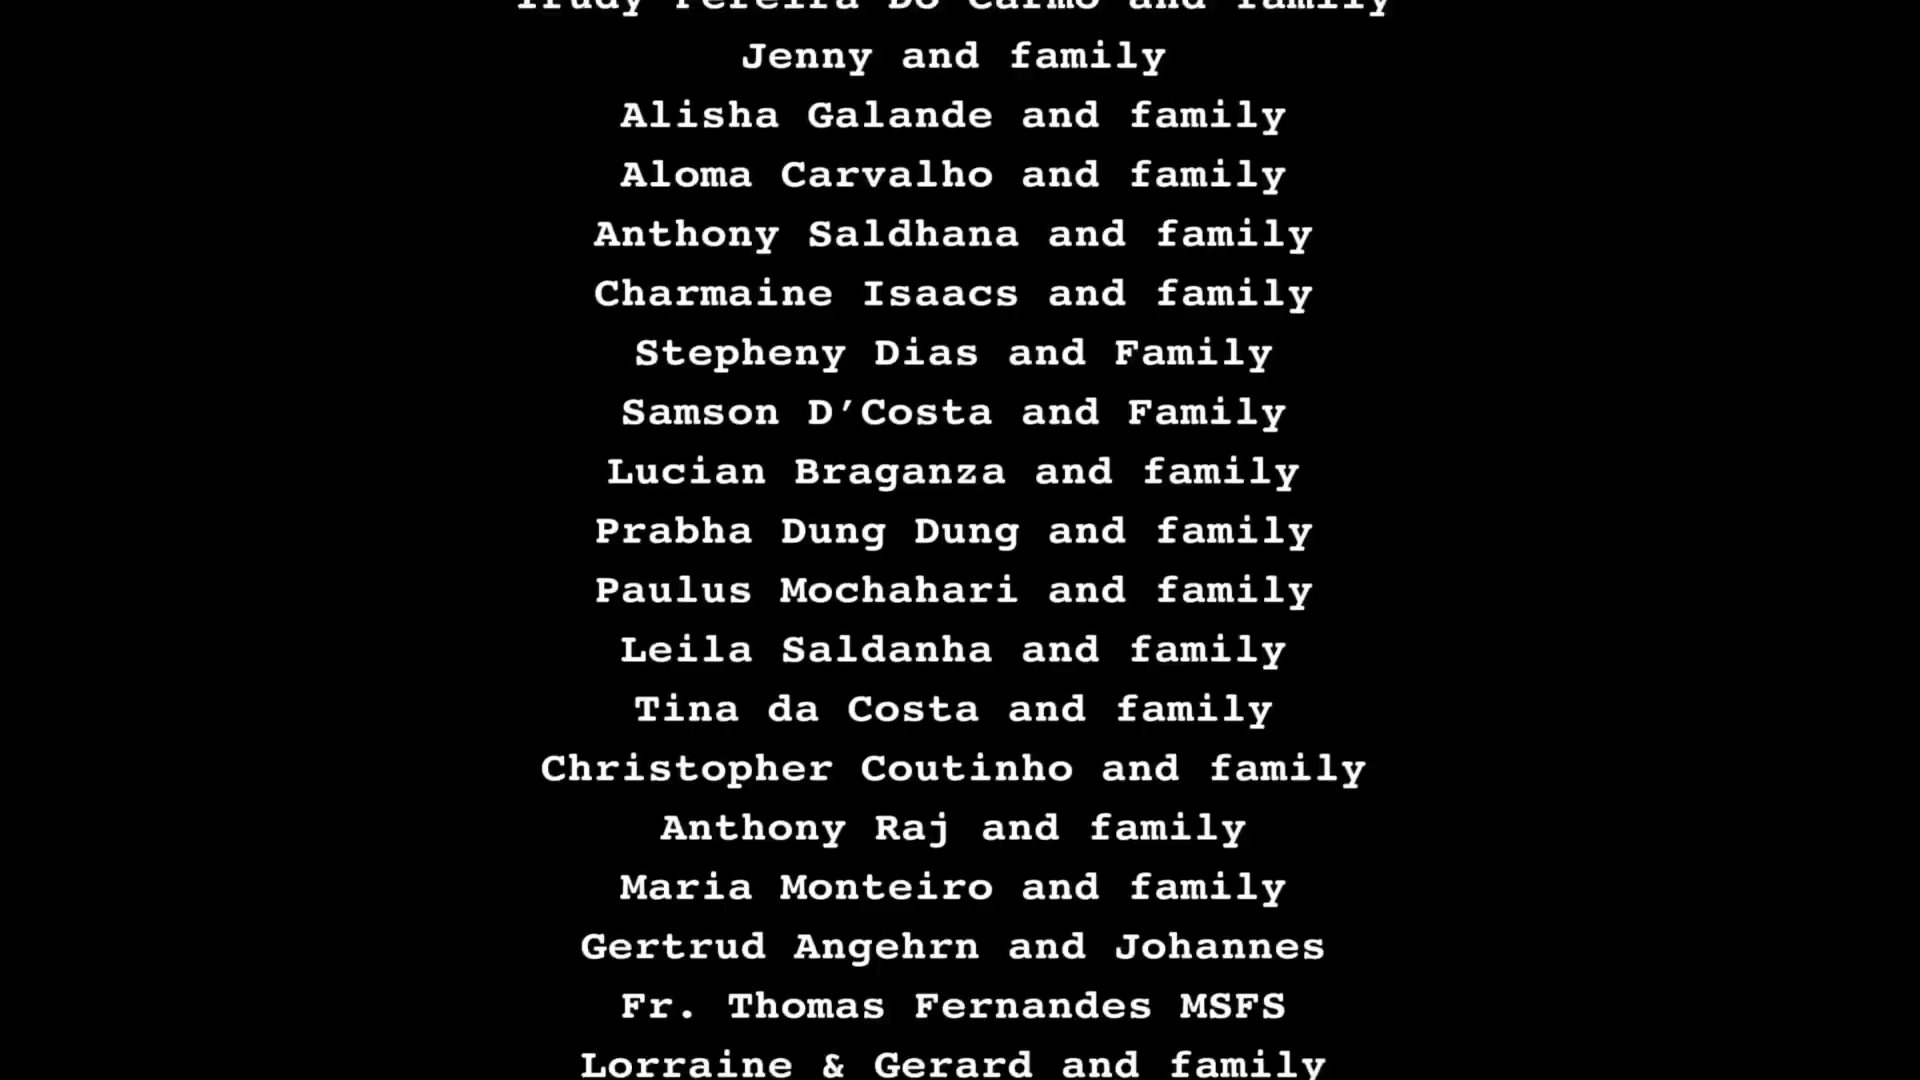 Trudy Pereira Do Carmo and family
Jenny and family
Alisha Galande and family
Aloma Carvalho and family
Anthony Saldhana and family
Charmaine Isaacs and family
Stepheny Dias and Family
Samson D’Costa and Family
Lucian Braganza and family
Prabha Dung Dung and family
Paulus Mochahari and family
Leila Saldanha and family
Tina da Costa and family
Christopher Coutinho and family
Anthony Raj and family
Maria Monteiro and family
Gertrud Angehrn and Johannes
Fr. Thomas Fernandes MSFS
Lorraine & Gerard and family